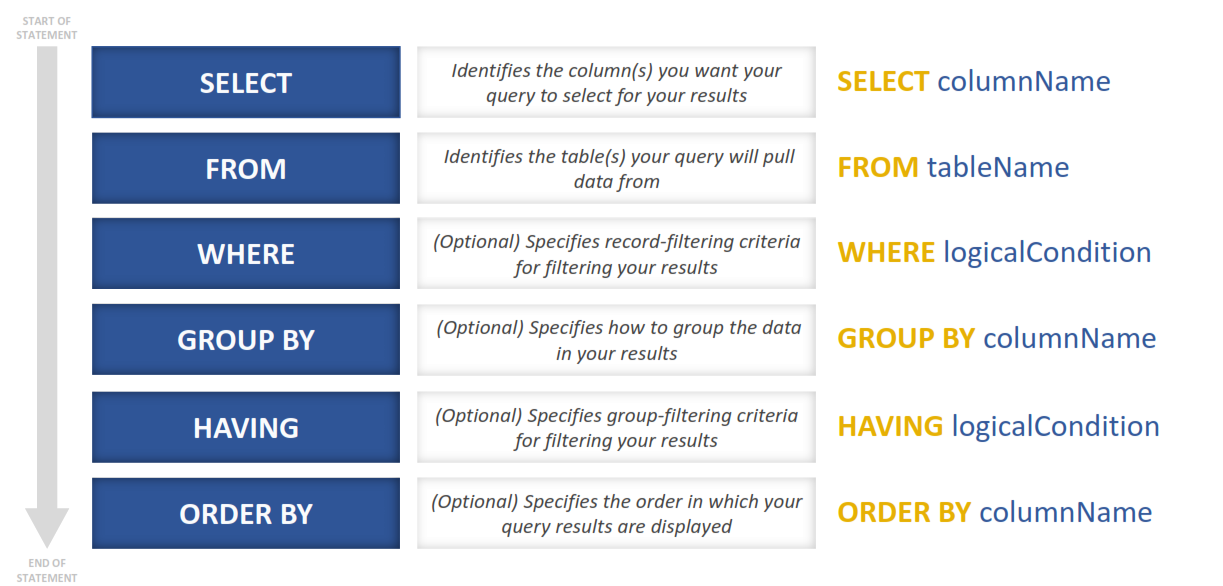 START OF
STATEMENT
SELECT
Identifies the column(s) you want your
query to select for your results
SELECT columnName
FROM
Identifies the table(s) your query will pull
data from
FROM tableName
WHERE
(Optional) Specifies record-filtering criteria
for filtering your results
WHERE logicalCondition
GROUP BY
(Optional) Specifies how to group the data
in your results
GROUP BY columnName
HAVING
(Optional) Specifies group-filtering criteria
for filtering your results
HAVING logicalCondition
ORDER BY
(Optional) Specifies the order in which your
query results are displayed
ORDER BY columnName
END OF
STATEMENT